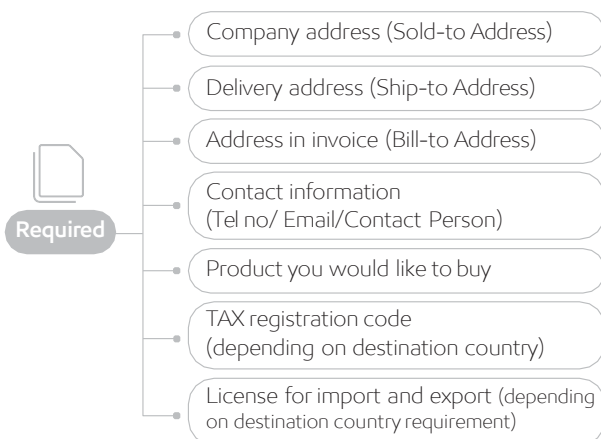 Company address (Sold-to Address)
Delivery address (Ship-to Address)
Address in invoice (Bill-to Address)
Contact information
(Tel no/ Email/Contact Person)
Required
Product you would like to buy
TAX registration code
(depending on destination country)
License for import and export (depending
on destination country requirement)